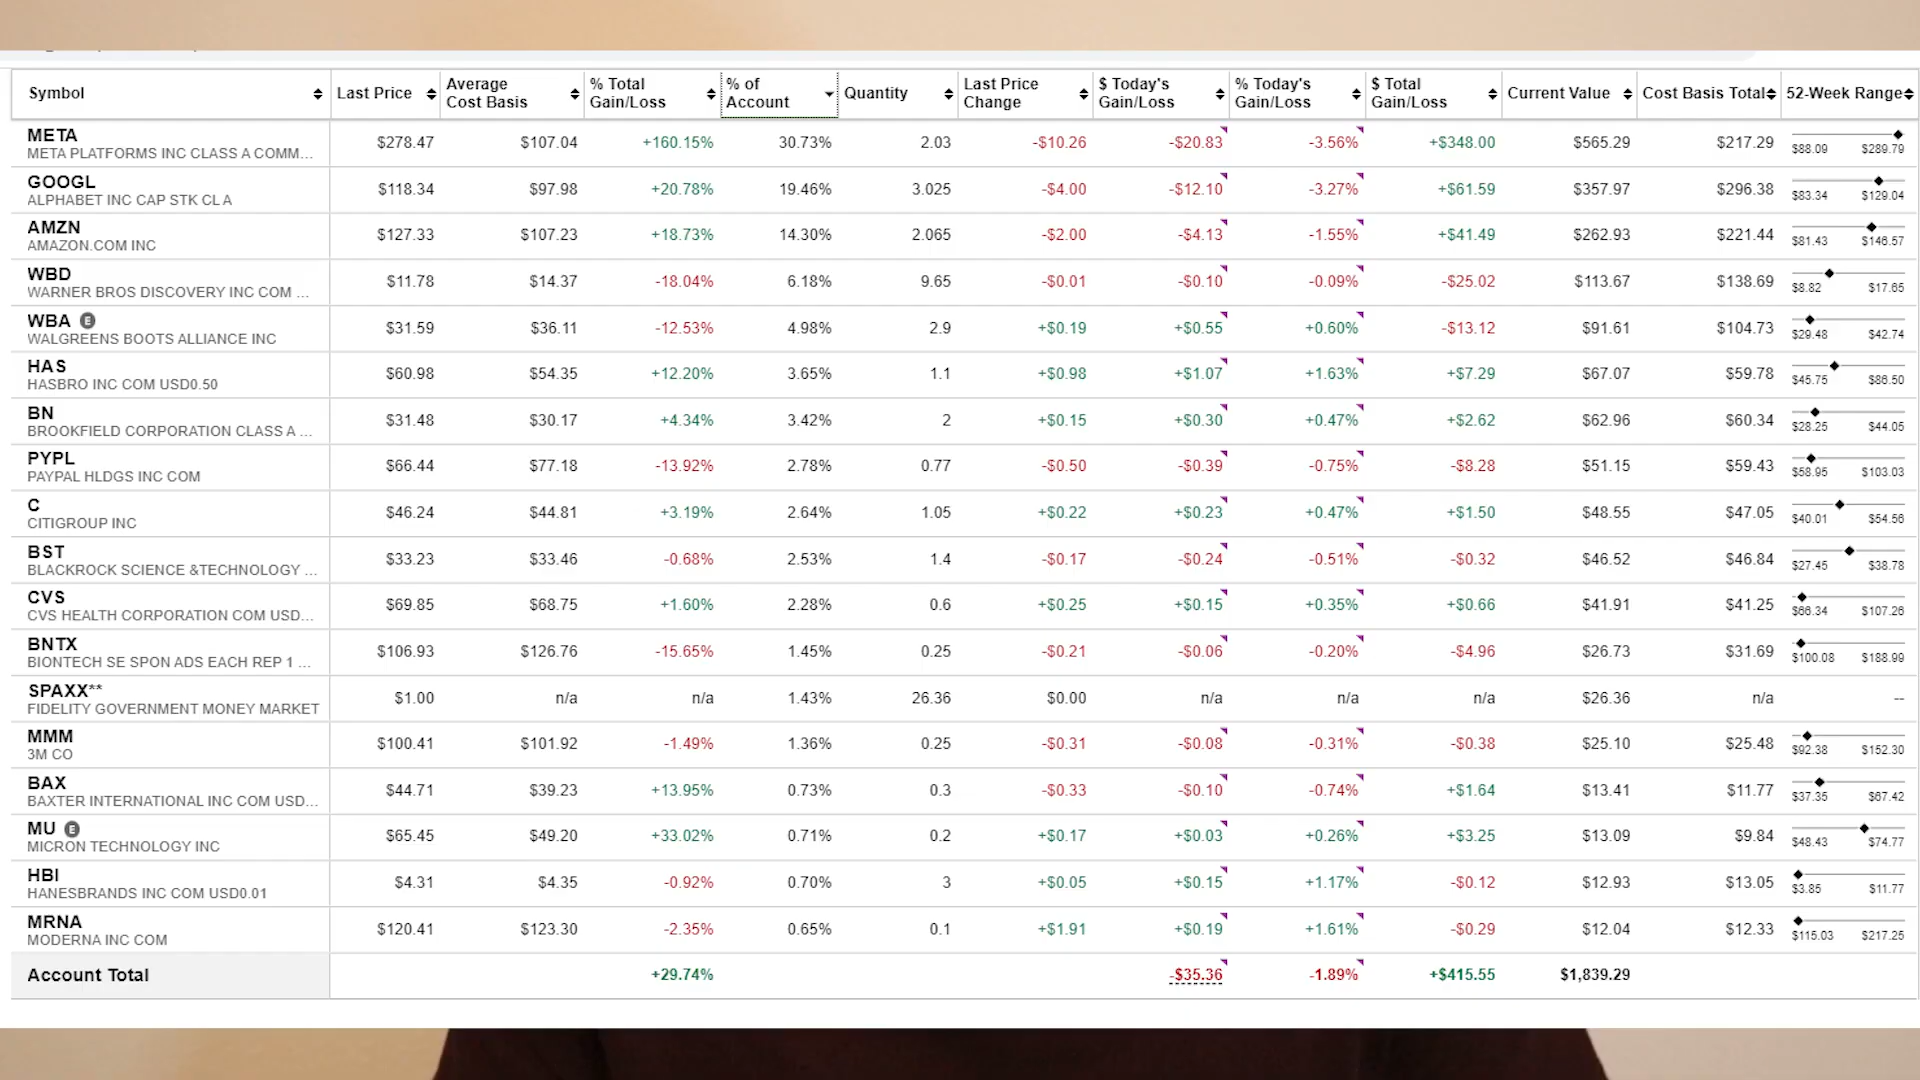 Symbol Last Price Average Cost Basis % Total Gain/Loss % of Account Quantity Last Price Change $ Today's Gain/Loss % Today's Gain/Loss $ Total Gain/Loss Current Value Cost Basis Total 52-Week Range
META $278.47 $107.04 +160.15% 30.73% 2.03 -$10.26 -$20.83 -3.56% +$348.00 $565.29 $217.29
META PLATFORMS INC CLASS A COMM... $88.09 $289.79
GOOGL $118.34 $97.98 +20.78% 19.46% 3.025 -$4.00 -$12.10 -3.27% +$61.59 $357.97 $296.38
ALPHABET INC CAP STK CL A $83.34 $129.04
AMZN $127.33 $107.23 +18.73% 14.30% 2.065 -$2.00 -$4.13 -1.55% +$41.49 $262.93 $221.44
AMAZON.COM INC $81.43 $146.57
WBD $11.78 $14.37 -18.04% 6.18% 9.65 -$0.01 -$0.10 -0.09% -$25.02 $113.67 $138.69
WARNER BROS DISCOVERY INC COM ... $8.82 $17.65
WBA E $31.59 $36.11 -12.53% 4.98% 2.9 +$0.19 +$0.55 +0.60% -$13.12 $91.61 $104.73
WALGREENS BOOTS ALLIANCE INC $29.48 $42.74
HAS $60.98 $54.35 +12.20% 3.65% 1.1 +$0.98 +$1.07 +1.63% +$7.29 $67.07 $59.78
HASBRO INC COM USD0.50 $45.75 $86.50
BN $31.48 $30.17 +4.34% 3.42% 2 +$0.15 +$0.30 +0.47% +$2.62 $62.96 $60.34
BROOKFIELD CORPORATION CLASS A ... $28.25 $44.05
PYPL $66.44 $77.18 -13.92% 2.78% 0.77 -$0.50 -$0.39 -0.75% -$8.28 $51.15 $59.43
PAYPAL HLDGS INC COM $58.95 $103.03
C $46.24 $44.81 +3.19% 2.64% 1.05 +$0.22 +$0.23 +0.47% +$1.50 $48.55 $47.05
CITIGROUP INC $40.01 $54.56
BST $33.23 $33.46 -0.68% 2.53% 1.4 -$0.17 -$0.24 -0.51% -$0.32 $46.52 $46.84
BLACKROCK SCIENCE &TECHNOLOGY ... $27.45 $38.78
CVS $69.85 $68.75 +1.60% 2.28% 0.6 +$0.25 +$0.15 +0.35% +$0.66 $41.91 $41.25
CVS HEALTH CORPORATION COM USD... $66.34 $107.26
BNTX $106.93 $126.76 -15.65% 1.45% 0.25 -$0.21 -$0.06 -0.20% -$4.96 $26.73 $31.69
BIONTECH SE SPON ADS EACH REP 1 ... $100.08 $188.99
SPAXX** $1.00 n/a n/a 1.43% 26.36 $0.00 n/a n/a n/a $26.36 n/a --
FIDELITY GOVERNMENT MONEY MARKET
MMM $100.41 $101.92 -1.49% 1.36% 0.25 -$0.31 -$0.08 -0.31% -$0.38 $25.10 $25.48
3M CO $92.38 $152.30
BAX $44.71 $39.23 +13.95% 0.73% 0.3 -$0.33 -$0.10 -0.74% +$1.64 $13.41 $11.77
BAXTER INTERNATIONAL INC COM USD... $37.35 $67.42
MU E $65.45 $49.20 +33.02% 0.71% 0.2 +$0.17 +$0.03 +0.26% +$3.25 $13.09 $9.84
MICRON TECHNOLOGY INC $48.43 $74.77
HBI $4.31 $4.35 -0.92% 0.70% 3 +$0.05 +$0.15 +1.17% -$0.12 $12.93 $13.05
HANESBRANDS INC COM USD0.01 $3.85 $11.77
MRNA $120.41 $123.30 -2.35% 0.65% 0.1 +$1.91 +$0.19 +1.61% -$0.29 $12.04 $12.33
MODERNA INC COM $115.03 $217.25
Account Total +29.74% -$35.36 -1.89% +$415.55 $1,839.29